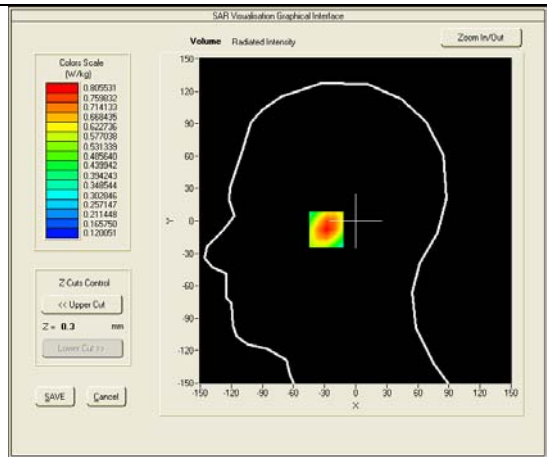 SAR Visualisation Graphical Interface
Volume Radiated Intensity
Zoom In/Out
Colors Scale
(W/kg)
0.805531
0.759832
0.714133
0.668435
0.622736
0.577038
0.531339
0.485640
0.439942
0.394243
0.348544
0.302846
0.257147
0.211448
0.165750
0.120051
Z-Cuts Control
<< Upper Cut
Z = 0.3 mm
Lower Cut >>
SAVE Cancel
150
120
90
60
30
0
-30
-60
-90
-120
-150
Y
-150 -120 -90 -60 -30 0 30 60 90 120 150
X